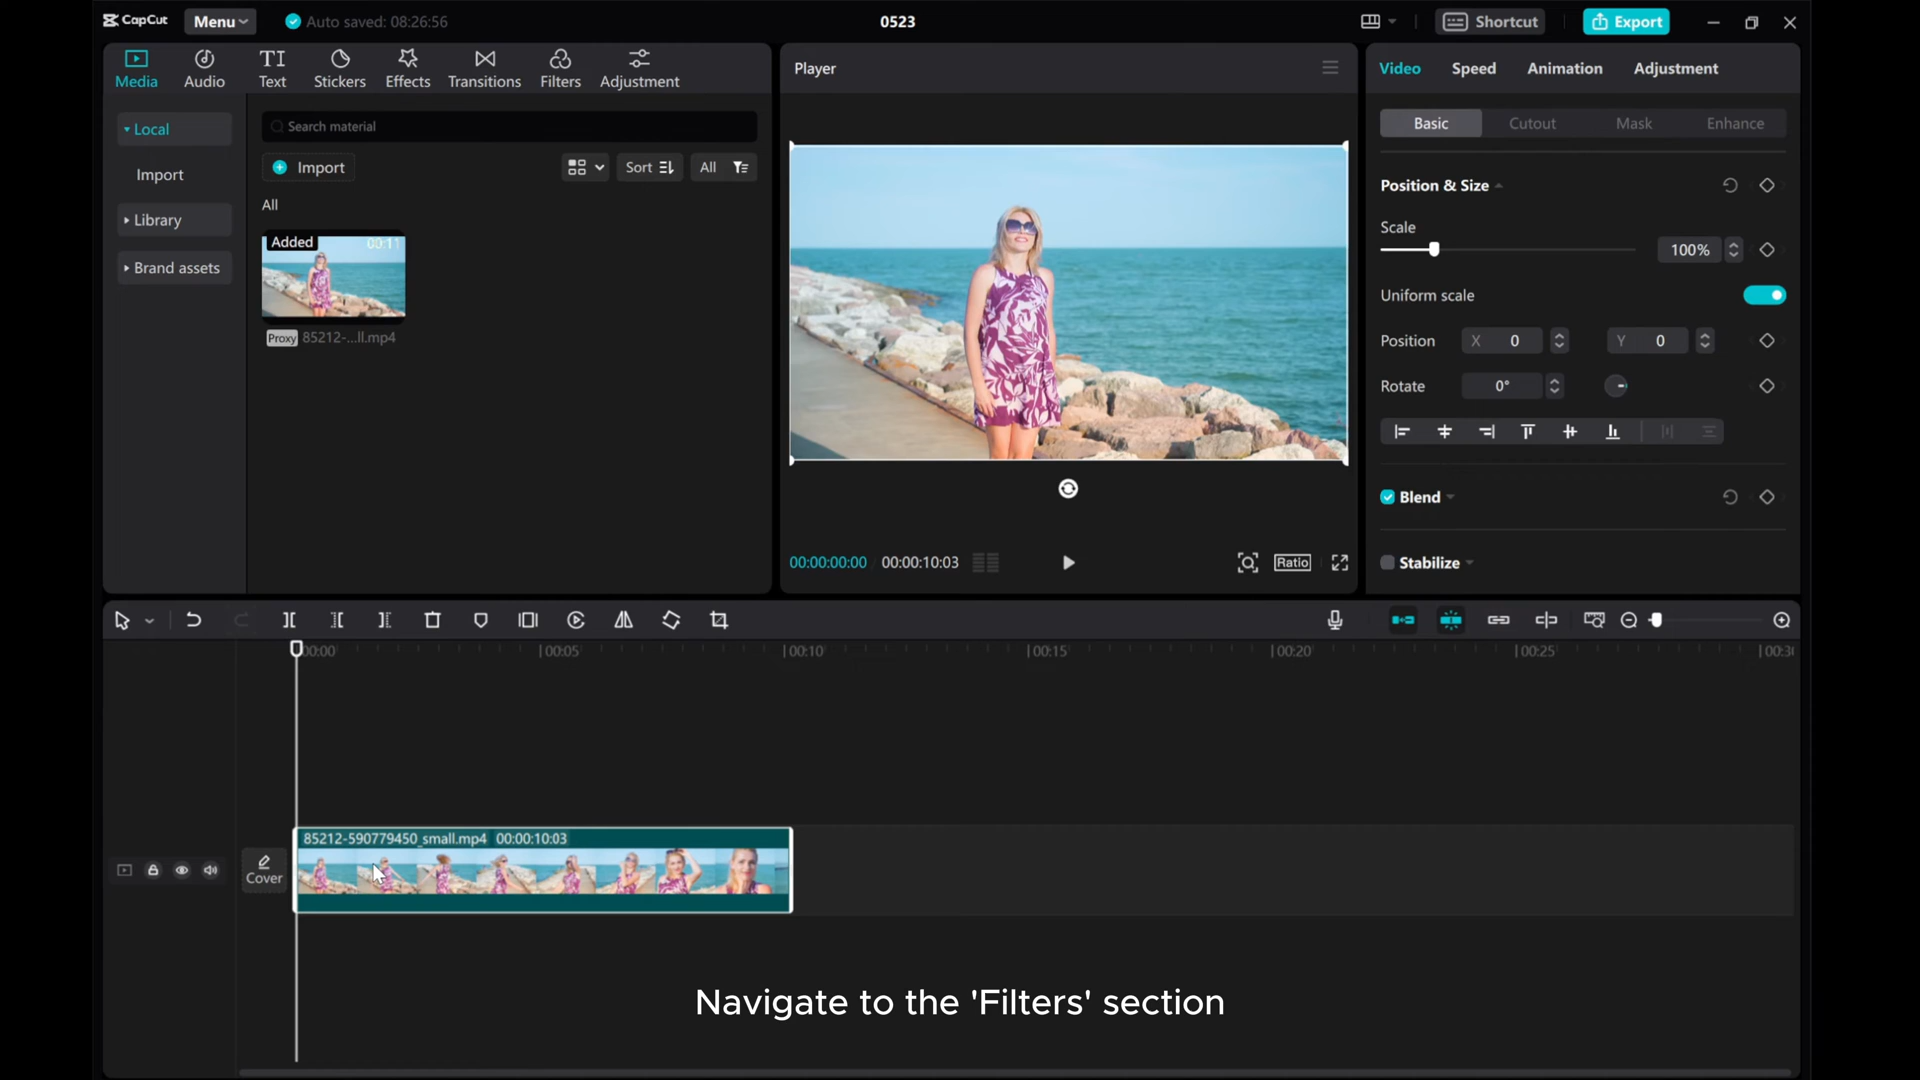 CapCut Menu Auto saved: 08:26:56 0523 Shortcut Export
Media Audio Text Stickers Effects Transitions Filters Adjustment
Local
Import
Library
Brand assets
Search material
Import Sort All
All
Added 00:11
Proxy 85212-...ll.mp4
Player
00:00:00:00 00:00:10:03 Ratio
Video Speed Animation Adjustment
Basic Cutout Mask Enhance
Position & Size
Scale
100%
Uniform scale
Position X 0 Y 0
Rotate 0°
Blend
Stabilize
00:00 00:05 00:10 00:15 00:20 00:25
85212-590779450_small.mp4 00:00:10:03
Cover
Navigate to the 'Filters' section